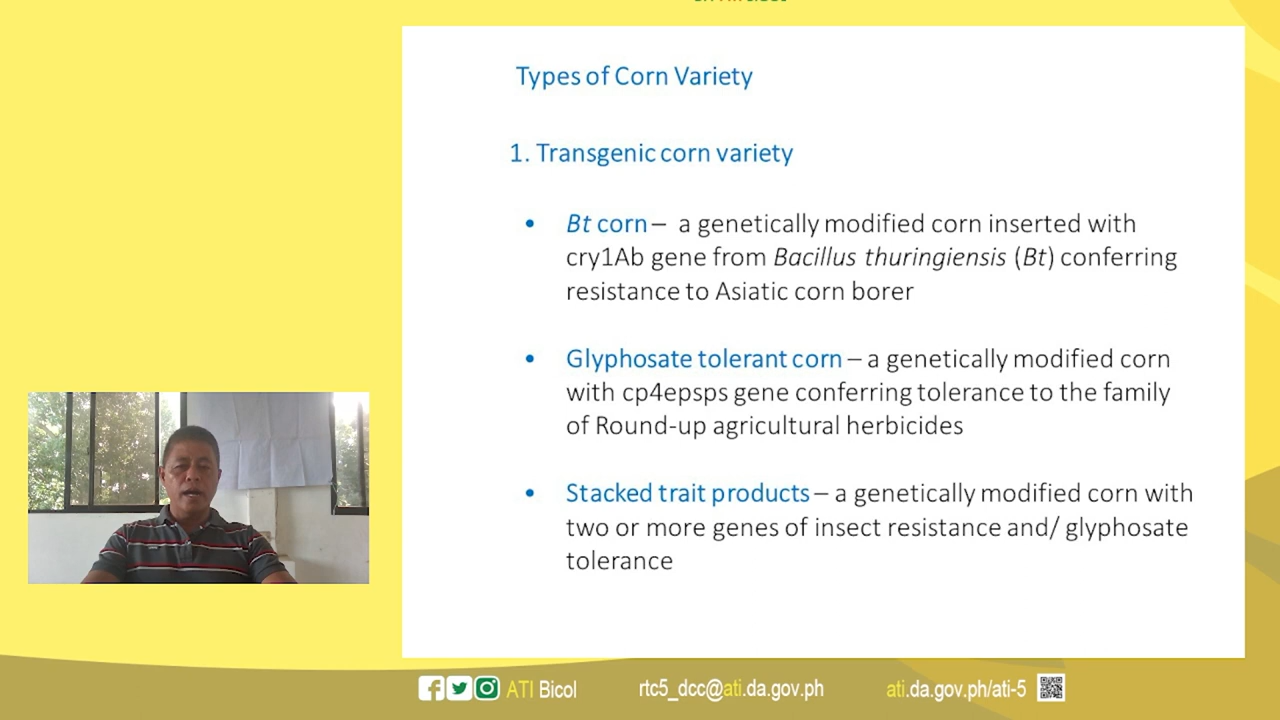 Types of Corn Variety
1. Transgenic corn variety
• Bt corn – a genetically modified corn inserted with
cry1Ab gene from Bacillus thuringiensis (Bt) conferring
resistance to Asiatic corn borer
• Glyphosate tolerant corn – a genetically modified corn
with cp4epsps gene conferring tolerance to the family
of Round-up agricultural herbicides
• Stacked trait products – a genetically modified corn with
two or more genes of insect resistance and/ glyphosate
tolerance
ATI Bicol
rtc5_dcc@ati.da.gov.ph
ati.da.gov.ph/ati-5